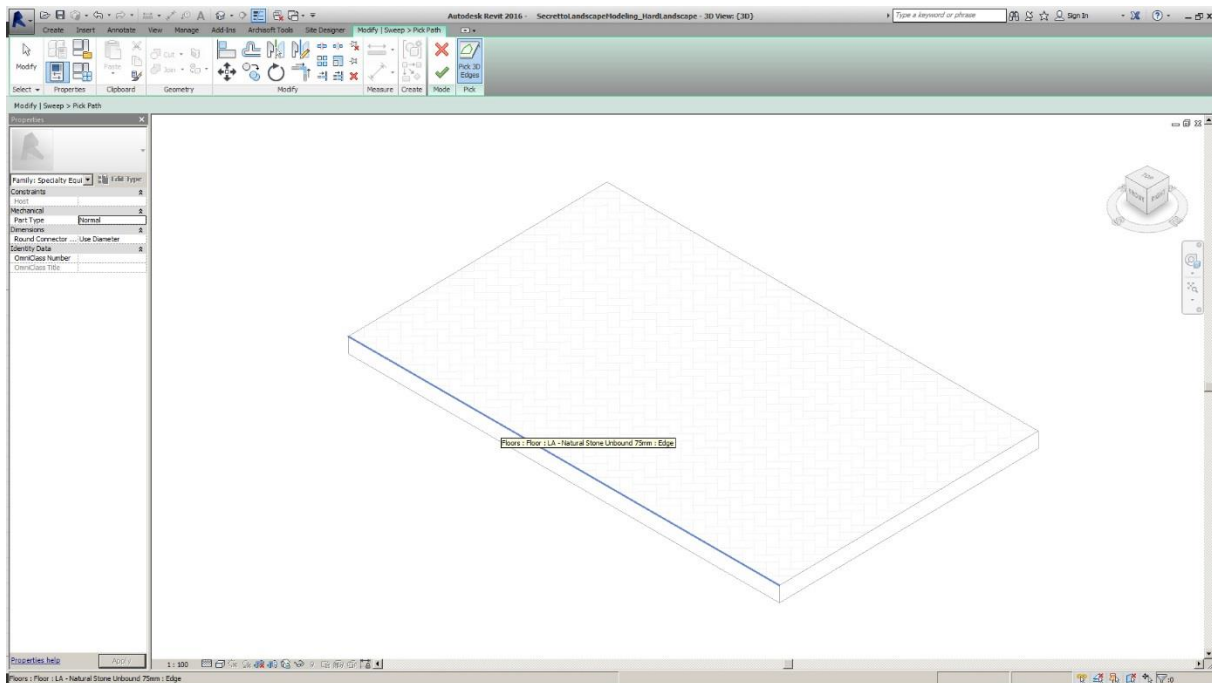 Autodesk Revit 2016 - SecrettoLandscapeModeling_HardLandscape - 3D View: {3D}
Type a keyword or phrase
Sign In
Create Insert Annotate View Manage Add-Ins Archisoft Tools Site Designer Modify | Sweep > Pick Path
Modify
Paste
Cut
Join
Pick 3D
Edges
Select Properties Clipboard Geometry Modify Measure Create Mode Pick
Modify | Sweep > Pick Path
Properties
Family: Specialty Equi
Edit Type
Constraints
Host
Mechanical
Part Type Normal
Dimensions
Round Connector ... Use Diameter
Identity Data
OmniClass Number
OmniClass Title
TOP
FRONT
RIGHT
Floors : Floor : LA - Natural Stone Unbound 75mm : Edge
Properties help
Apply
1 : 100
Floors : Floor : LA - Natural Stone Unbound 75mm : Edge
:0